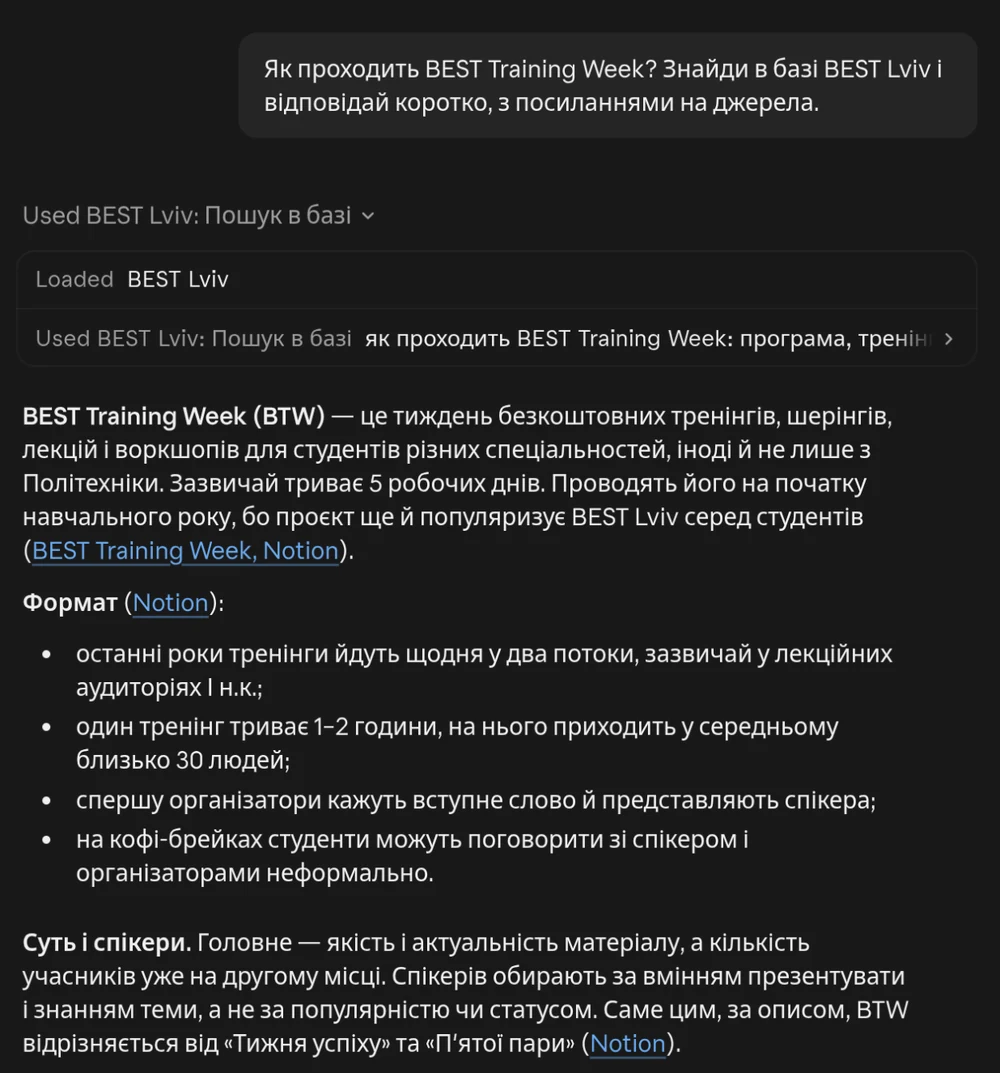 Як проходить BEST Training Week? Знайди в базі BEST Lviv і
відповідай коротко, з посиланнями на джерела.
Used BEST Lviv: Пошук в базі
Loaded BEST Lviv
Used BEST Lviv: Пошук в базі як проходить BEST Training Week: програма, тренін
BEST Training Week (BTW) — це тиждень безкоштовних тренінгів, шерінгів,
лекцій і воркшопів для студентів різних спеціальностей, іноді й не лише з
Політехніки. Зазвичай триває 5 робочих днів. Проводять його на початку
навчального року, бо проєкт ще й популяризує BEST Lviv серед студентів
(BEST Training Week, Notion).
Формат (Notion):
• останні роки тренінги йдуть щодня у два потоки, зазвичай у лекційних
аудиторіях І н.к.;
• один тренінг триває 1–2 години, на нього приходить у середньому
близько 30 людей;
• спершу організатори кажуть вступне слово й представляють спікера;
• на кофі-брейках студенти можуть поговорити зі спікером і
організаторами неформально.
Суть і спікери. Головне — якість і актуальність матеріалу, а кількість
учасників уже на другому місці. Спікерів обирають за вмінням презентувати
і знанням теми, а не за популярністю чи статусом. Саме цим, за описом, BTW
відрізняється від «Тижня успіху» та «П'ятої пари» (Notion).